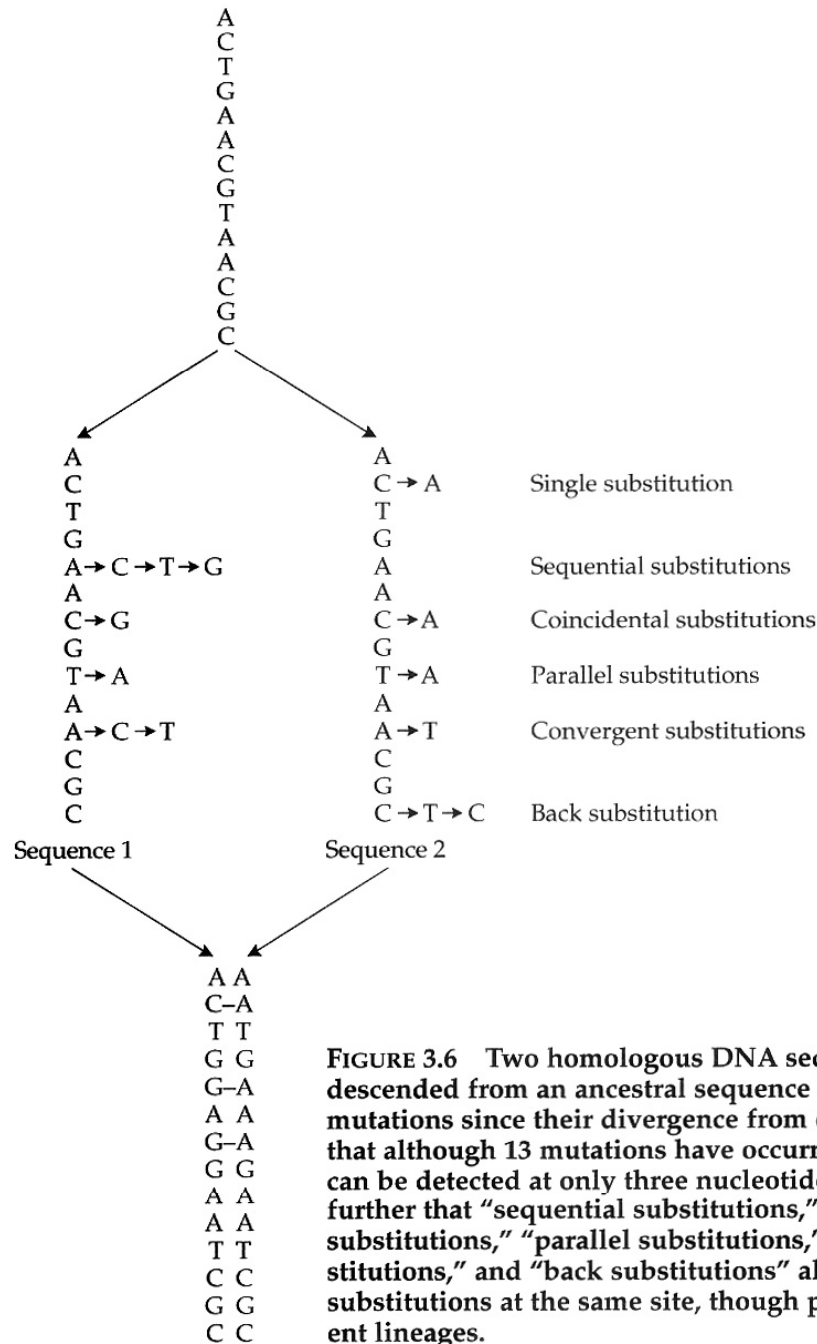 A
C
T
G
A
A
C
G
T
A
A
C
G
C
A A
C C → A Single substitution
T T
G G
A → C → T → G A Sequential substitutions
A A
C → G C → A Coincidental substitutions
G G
T → A T → A Parallel substitutions
A A
A → C → T A → T Convergent substitutions
C C
G G
C C → T → C Back substitution
Sequence 1 Sequence 2
A A
C–A
T T
G G
G–A
A A
G–A
G G
A A
A A
T T
C C
G G
C C
FIGURE 3.6 Two homologous DNA seq
descended from an ancestral sequence
mutations since their divergence from
that although 13 mutations have occurr
can be detected at only three nucleotid
further that “sequential substitutions,”
substitutions,” “parallel substitutions,”
stitutions,” and “back substitutions” al
substitutions at the same site, though p
ent lineages.